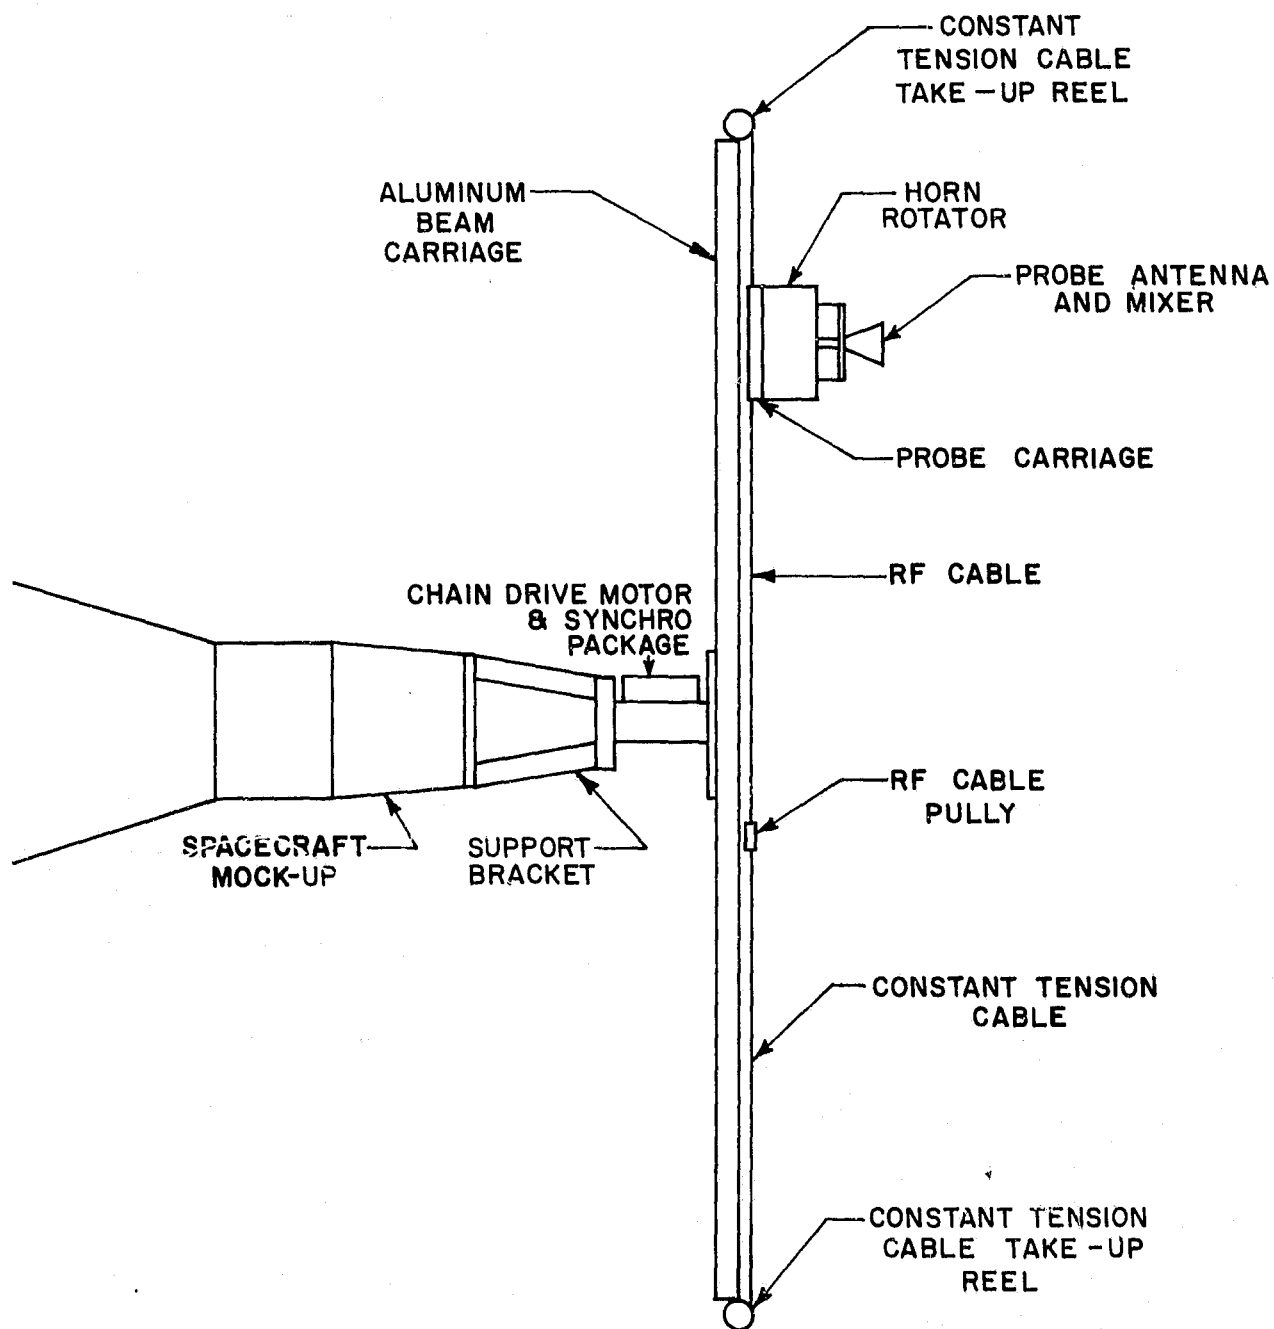 CONSTANT
TENSION CABLE
TAKE-UP REEL
ALUMINUM
BEAM
CARRIAGE
HORN
ROTATOR
PROBE ANTENNA
AND MIXER
PROBE CARRIAGE
RF CABLE
CHAIN DRIVE MOTOR
& SYNCHRO
PACKAGE
RF CABLE
PULLY
SPACECRAFT
MOCK-UP
SUPPORT
BRACKET
CONSTANT TENSION
CABLE
CONSTANT TENSION
CABLE TAKE-UP
REEL